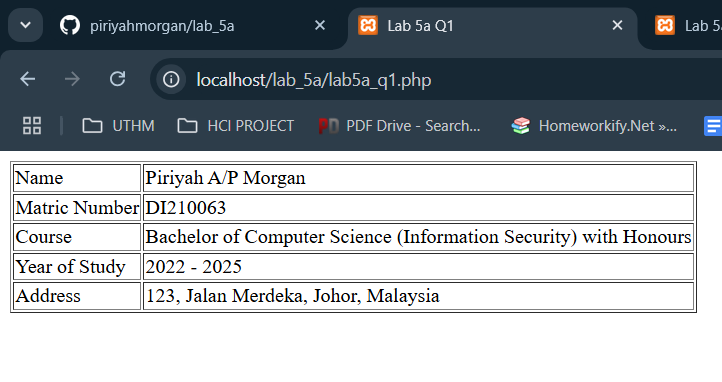 piriyahmorgan/lab_5a
Lab 5a Q1
Lab 5
localhost/lab_5a/lab5a_q1.php
UTHM
HCI PROJECT
PDF Drive - Search...
Homeworkify.Net »...
Name Piriyah A/P Morgan
Matric Number DI210063
Course Bachelor of Computer Science (Information Security) with Honours
Year of Study 2022 - 2025
Address 123, Jalan Merdeka, Johor, Malaysia